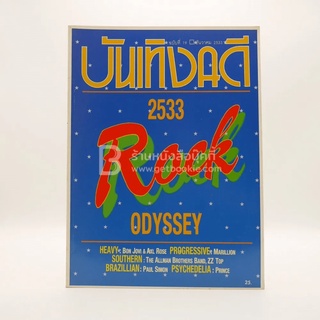 บันเทิงคดี
2533
Rock
ร้านหนังสือบุ๊คกี้
www.getbookie.com
ODYSSEY
HEAVY: BON JOVI & AXL ROSE PROGRESSIVE: MARILLION
SOUTHERN: THE ALLMAN BROTHERS BAND, ZZ TOP
BRAZILLIAN: PAUL SIMON PSYCHEDELIA: PRINCE